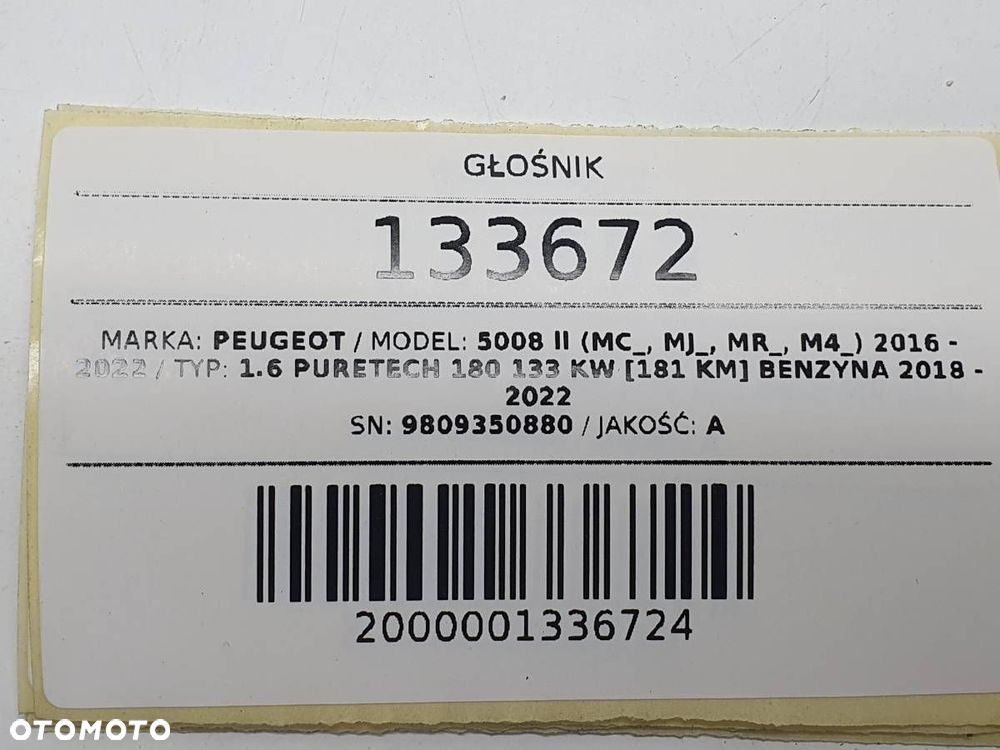 GŁOŚNIK
133672
MARKA: PEUGEOT / MODEL: 5008 II (MC_, MJ_, MR_, M4_) 2016 -
2022 / TYP: 1.6 PURETECH 180 133 KW [181 KM] BENZYNA 2018 -
2022
SN: 9809350880 / JAKOŚĆ: A
2000001336724
OTOMOTO